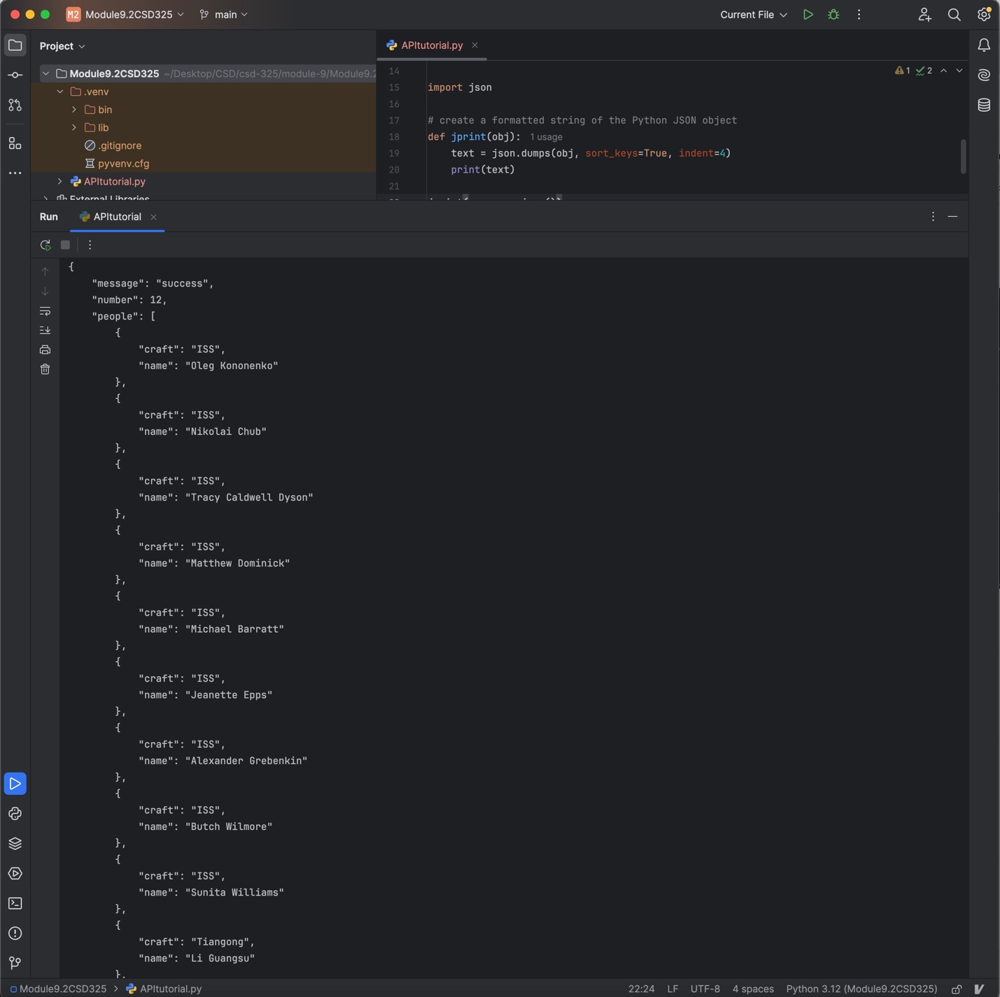 M2 Module9.2CSD325 main Current File
Project
Module9.2CSD325 ~/Desktop/CSD/csd-325/module-9/Module9.2
.venv
bin
lib
.gitignore
pyvenv.cfg
APItutorial.py
External Libraries
APItutorial.py
1 2
14
15 import json
16
17 # create a formatted string of the Python JSON object
18 def jprint(obj): 1 usage
19 text = json.dumps(obj, sort_keys=True, indent=4)
20 print(text)
21
Run APItutorial
{
"message": "success",
"number": 12,
"people": [
{
"craft": "ISS",
"name": "Oleg Kononenko"
},
{
"craft": "ISS",
"name": "Nikolai Chub"
},
{
"craft": "ISS",
"name": "Tracy Caldwell Dyson"
},
{
"craft": "ISS",
"name": "Matthew Dominick"
},
{
"craft": "ISS",
"name": "Michael Barratt"
},
{
"craft": "ISS",
"name": "Jeanette Epps"
},
{
"craft": "ISS",
"name": "Alexander Grebenkin"
},
{
"craft": "ISS",
"name": "Butch Wilmore"
},
{
"craft": "ISS",
"name": "Sunita Williams"
},
{
"craft": "Tiangong",
"name": "Li Guangsu"
},
Module9.2CSD325 > APItutorial.py 22:24 LF UTF-8 4 spaces Python 3.12 (Module9.2CSD325)